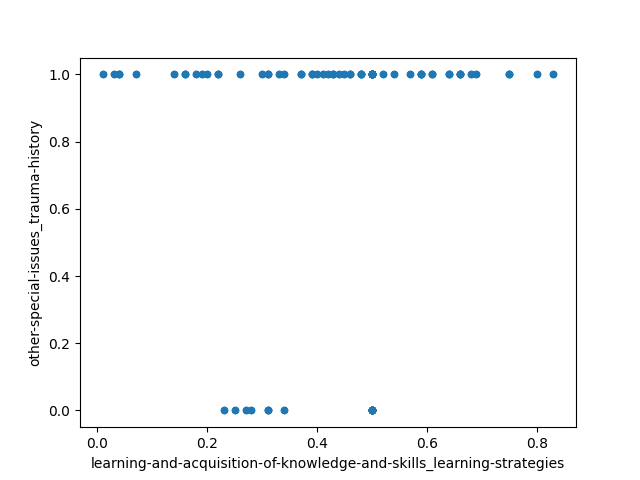 1.0
0.8
0.6
0.4
0.2
0.0
other-special-issues_trauma-history
0.0 0.2 0.4 0.6 0.8
learning-and-acquisition-of-knowledge-and-skills_learning-strategies